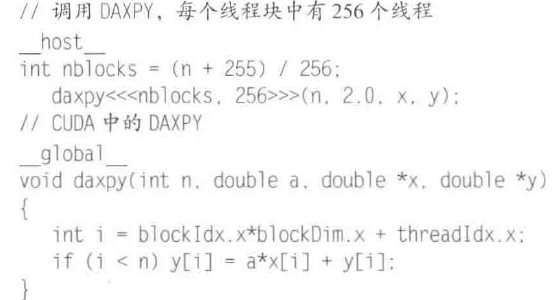 // 调用 DAXPY，每个线程块中有 256 个线程
__host__
int nblocks = (n + 255) / 256;
daxpy<<<nblocks, 256>>>(n, 2.0, x, y);
// CUDA 中的 DAXPY
__global__
void daxpy(int n, double a, double *x, double *y)
{
int i = blockIdx.x*blockDim.x + threadIdx.x;
if (i < n) y[i] = a*x[i] + y[i];
}